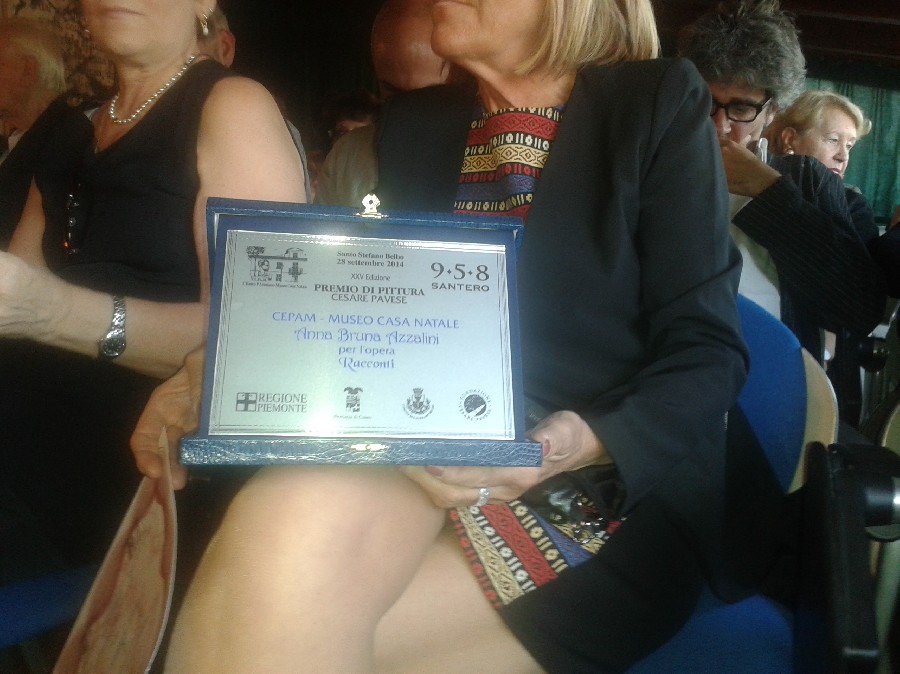 Santo Stefano Belbo
28 settembre 2014
XXV Edizione
PREMIO DI PITTURA
CESARE PAVESE
9·5·8
SANTERO
CEPAM - MUSEO CASA NATALE
Anna Bruna Azzalini
per l'opera
Racconti
REGIONE
PIEMONTE